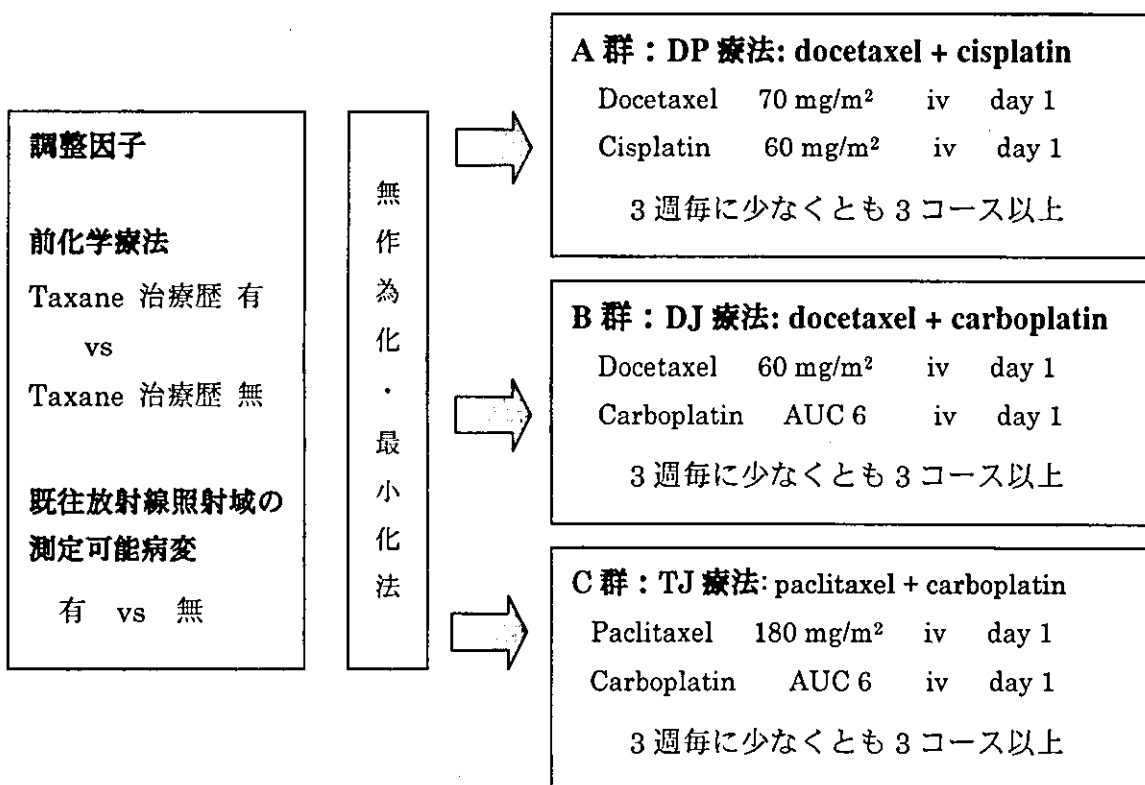 調整因子
前化学療法
Taxane 治療歴 有
vs
Taxane 治療歴 無
既往放射線照射域の
測定可能病変
有 vs 無
無作為化・最小化法
A 群：DP 療法: docetaxel + cisplatin
Docetaxel 70 mg/m² iv day 1
Cisplatin 60 mg/m² iv day 1
3 週毎に少なくとも 3 コース以上
B 群：DJ 療法: docetaxel + carboplatin
Docetaxel 60 mg/m² iv day 1
Carboplatin AUC 6 iv day 1
3 週毎に少なくとも 3 コース以上
C 群：TJ 療法: paclitaxel + carboplatin
Paclitaxel 180 mg/m² iv day 1
Carboplatin AUC 6 iv day 1
3 週毎に少なくとも 3 コース以上